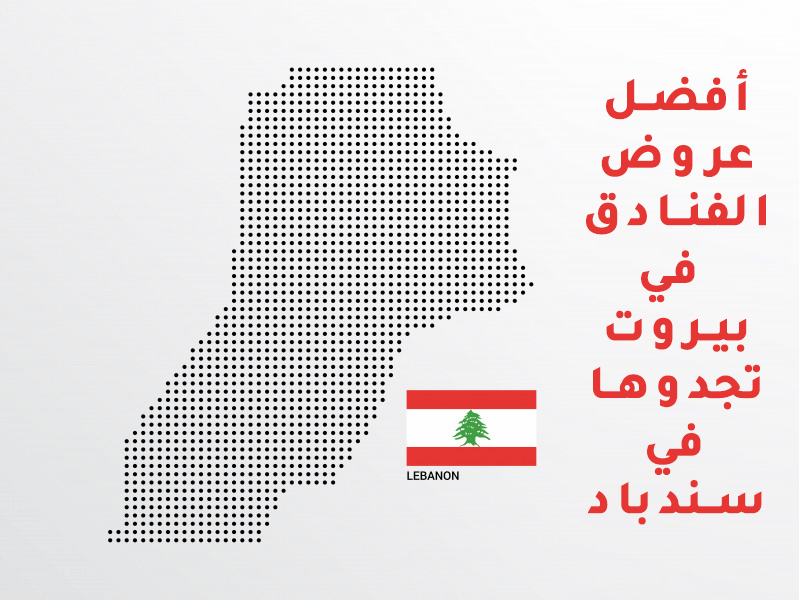 أفضل
عروض
الفنادق
في
بيروت
تجدوها
في
سندباد
LEBANON